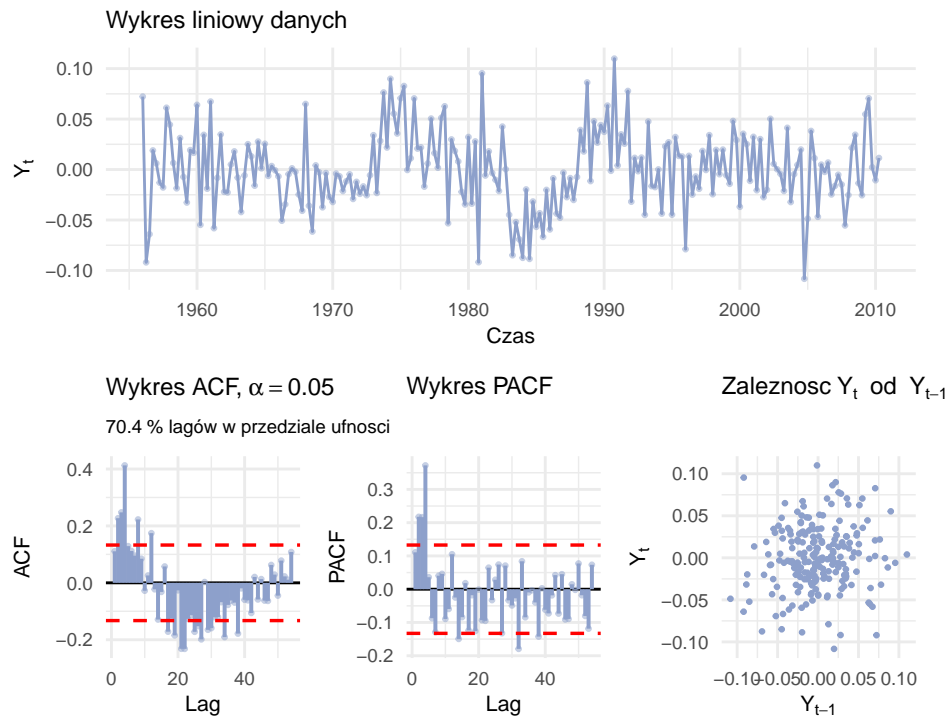 Wykres liniowy danych
0.10
0.05
0.00
−0.05
−0.10
Y_t
1960 1970 1980 1990 2000 2010
Czas
Wykres ACF, α = 0.05
70.4 % lagów w przedziale ufnosci
0.4
0.2
0.0
−0.2
ACF
0 20 40
Lag
Wykres PACF
0.3
0.2
0.1
0.0
−0.1
−0.2
PACF
0 20 40
Lag
Zaleznosc Y_t od Y_{t−1}
0.10
0.05
0.00
−0.05
−0.10
Y_t
−0.10 −0.05 0.00 0.05 0.10
Y_{t−1}